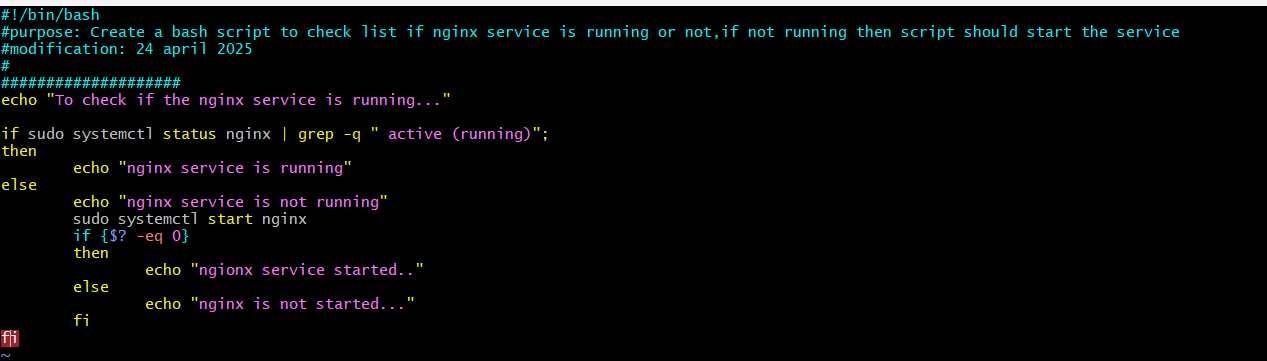 #!/bin/bash
#purpose: Create a bash script to check list if nginx service is running or not,if not running then script should start the service
#modification: 24 april 2025
#
####################
echo "To check if the nginx service is running..."
if sudo systemctl status nginx | grep -q " active (running)";
then
echo "nginx service is running"
else
echo "nginx service is not running"
sudo systemctl start nginx
if {$? -eq 0}
then
echo "ngionx service started.."
else
echo "nginx is not started..."
fi
fi
~